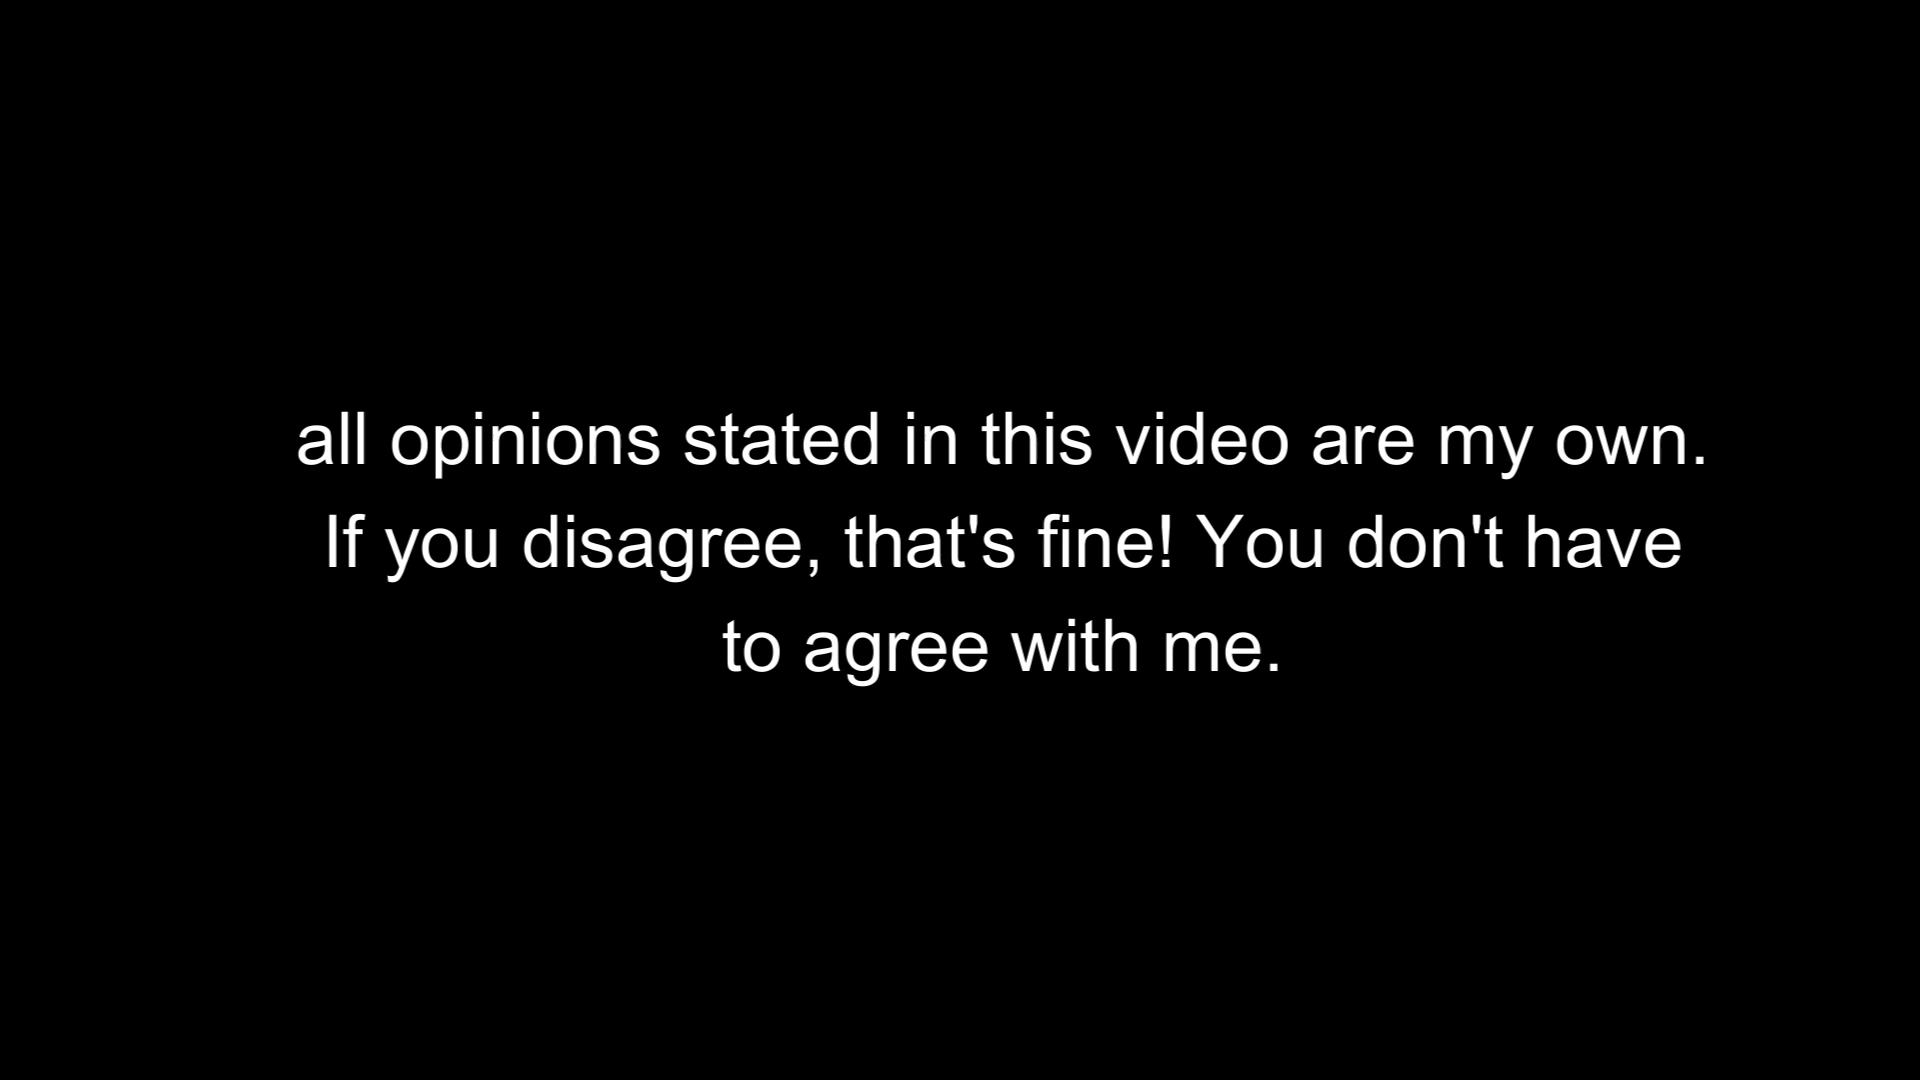 all opinions stated in this video are my own.
If you disagree, that's fine! You don't have
to agree with me.